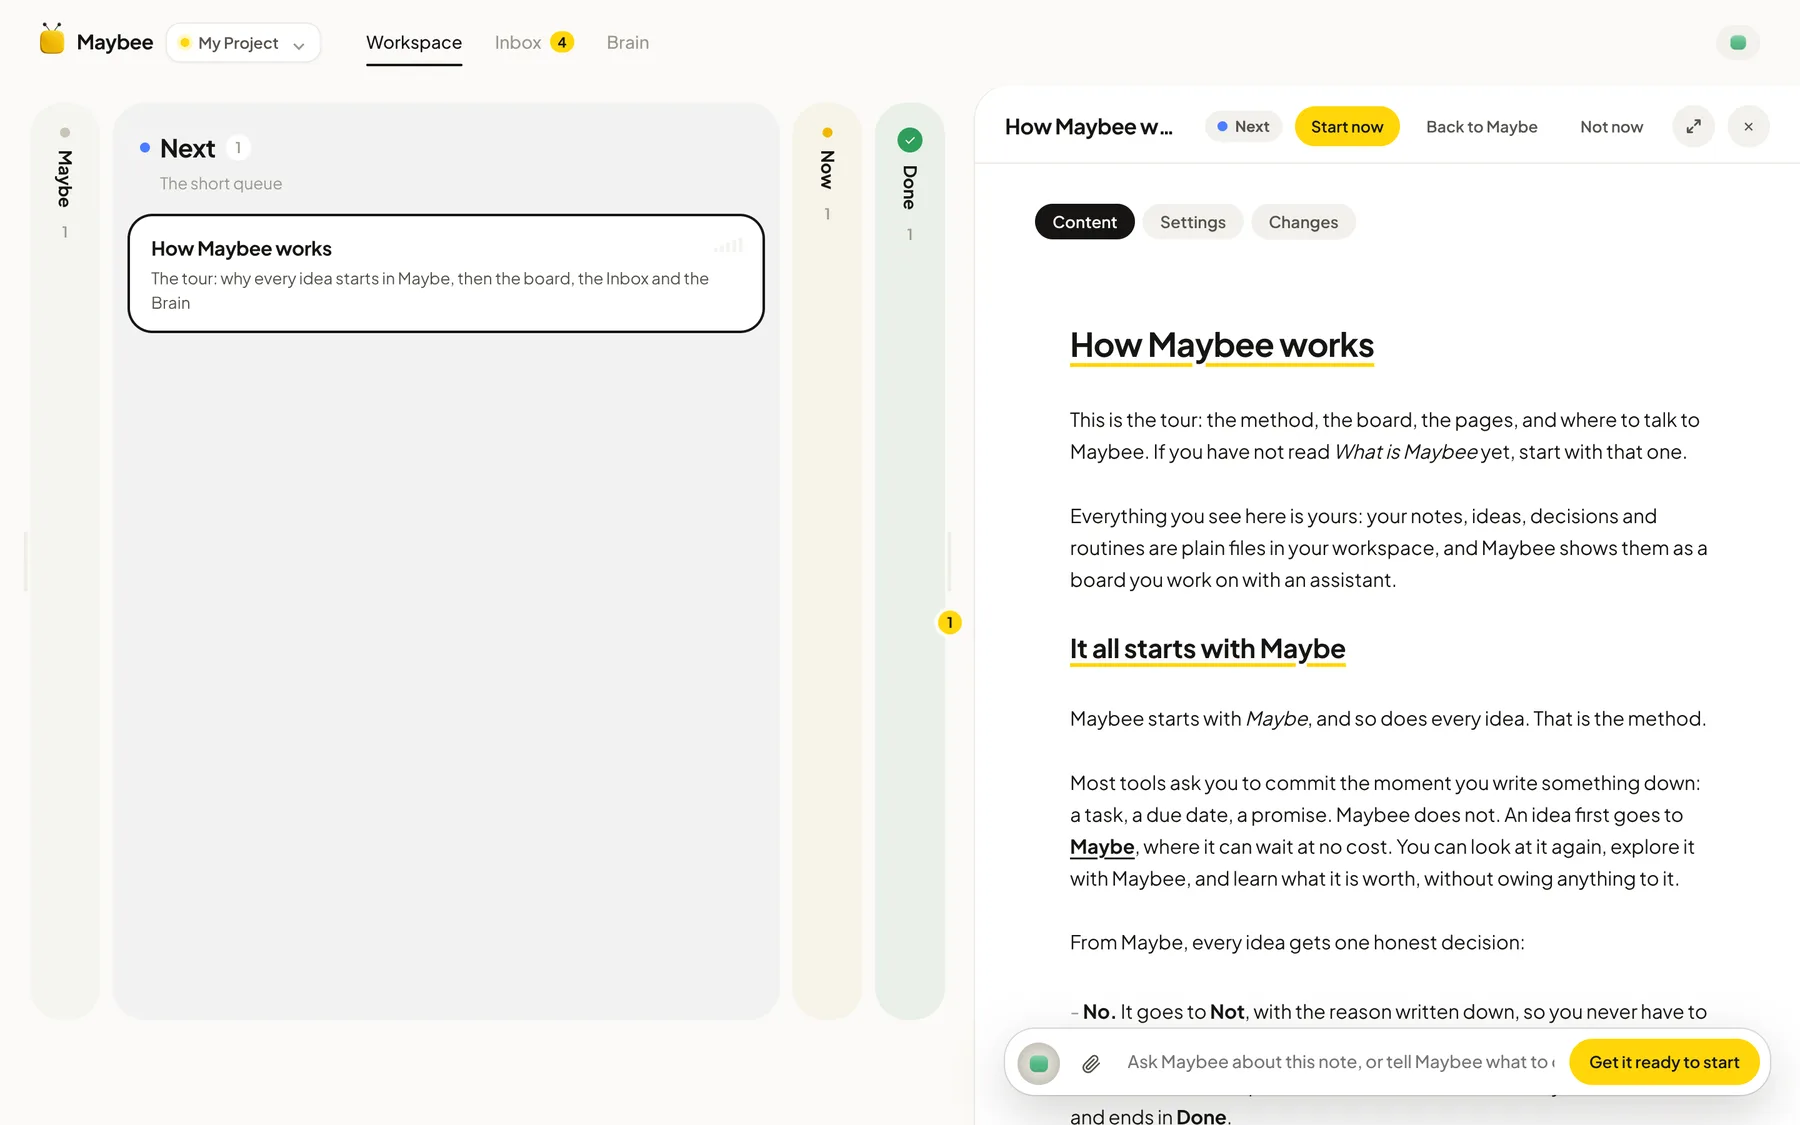 Maybee
My Project
Workspace
Inbox 4
Brain
Maybe
1
Next 1
The short queue
How Maybee works
The tour: why every idea starts in Maybe, then the board, the Inbox and the
Brain
Now
1
Done
1
1
How Maybee w...
Next
Start now
Back to Maybe
Not now
Content
Settings
Changes
How Maybee works
This is the tour: the method, the board, the pages, and where to talk to
Maybee. If you have not read What is Maybee yet, start with that one.
Everything you see here is yours: your notes, ideas, decisions and
routines are plain files in your workspace, and Maybee shows them as a
board you work on with an assistant.
It all starts with Maybe
Maybee starts with Maybe, and so does every idea. That is the method.
Most tools ask you to commit the moment you write something down:
a task, a due date, a promise. Maybee does not. An idea first goes to
Maybe, where it can wait at no cost. You can look at it again, explore it
with Maybee, and learn what it is worth, without owing anything to it.
From Maybe, every idea gets one honest decision:
- No. It goes to Not, with the reason written down, so you never have to
Ask Maybee about this note, or tell Maybee what to
Get it ready to start
and ends in Done.